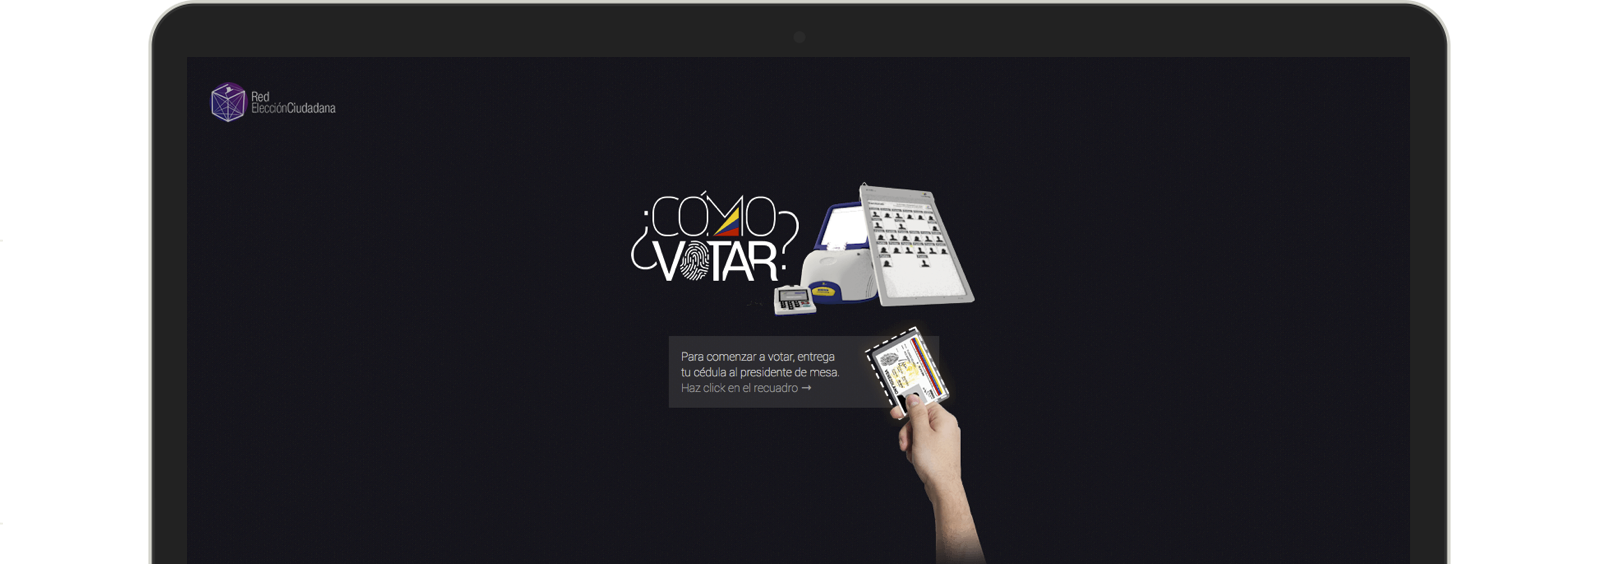 Red
ElecciónCiudadana
¿CÓMO
VOTAR?
Para comenzar a votar, entrega
tu cédula al presidente de mesa.
Haz click en el recuadro →